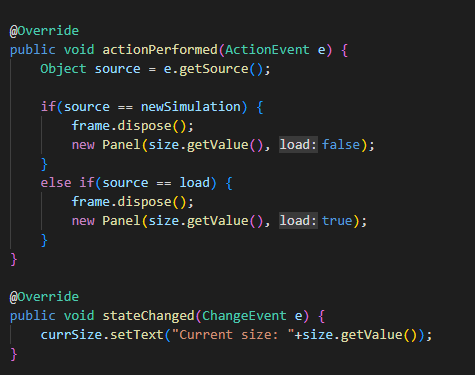 @Override
public void actionPerformed(ActionEvent e) {
    Object source = e.getSource();

    if(source == newSimulation) {
        frame.dispose();
        new Panel(size.getValue(), load: false);
    }
    else if(source == load) {
        frame.dispose();
        new Panel(size.getValue(), load: true);
    }
}

@Override
public void stateChanged(ChangeEvent e) {
    currSize.setText("Current size: "+size.getValue());
}